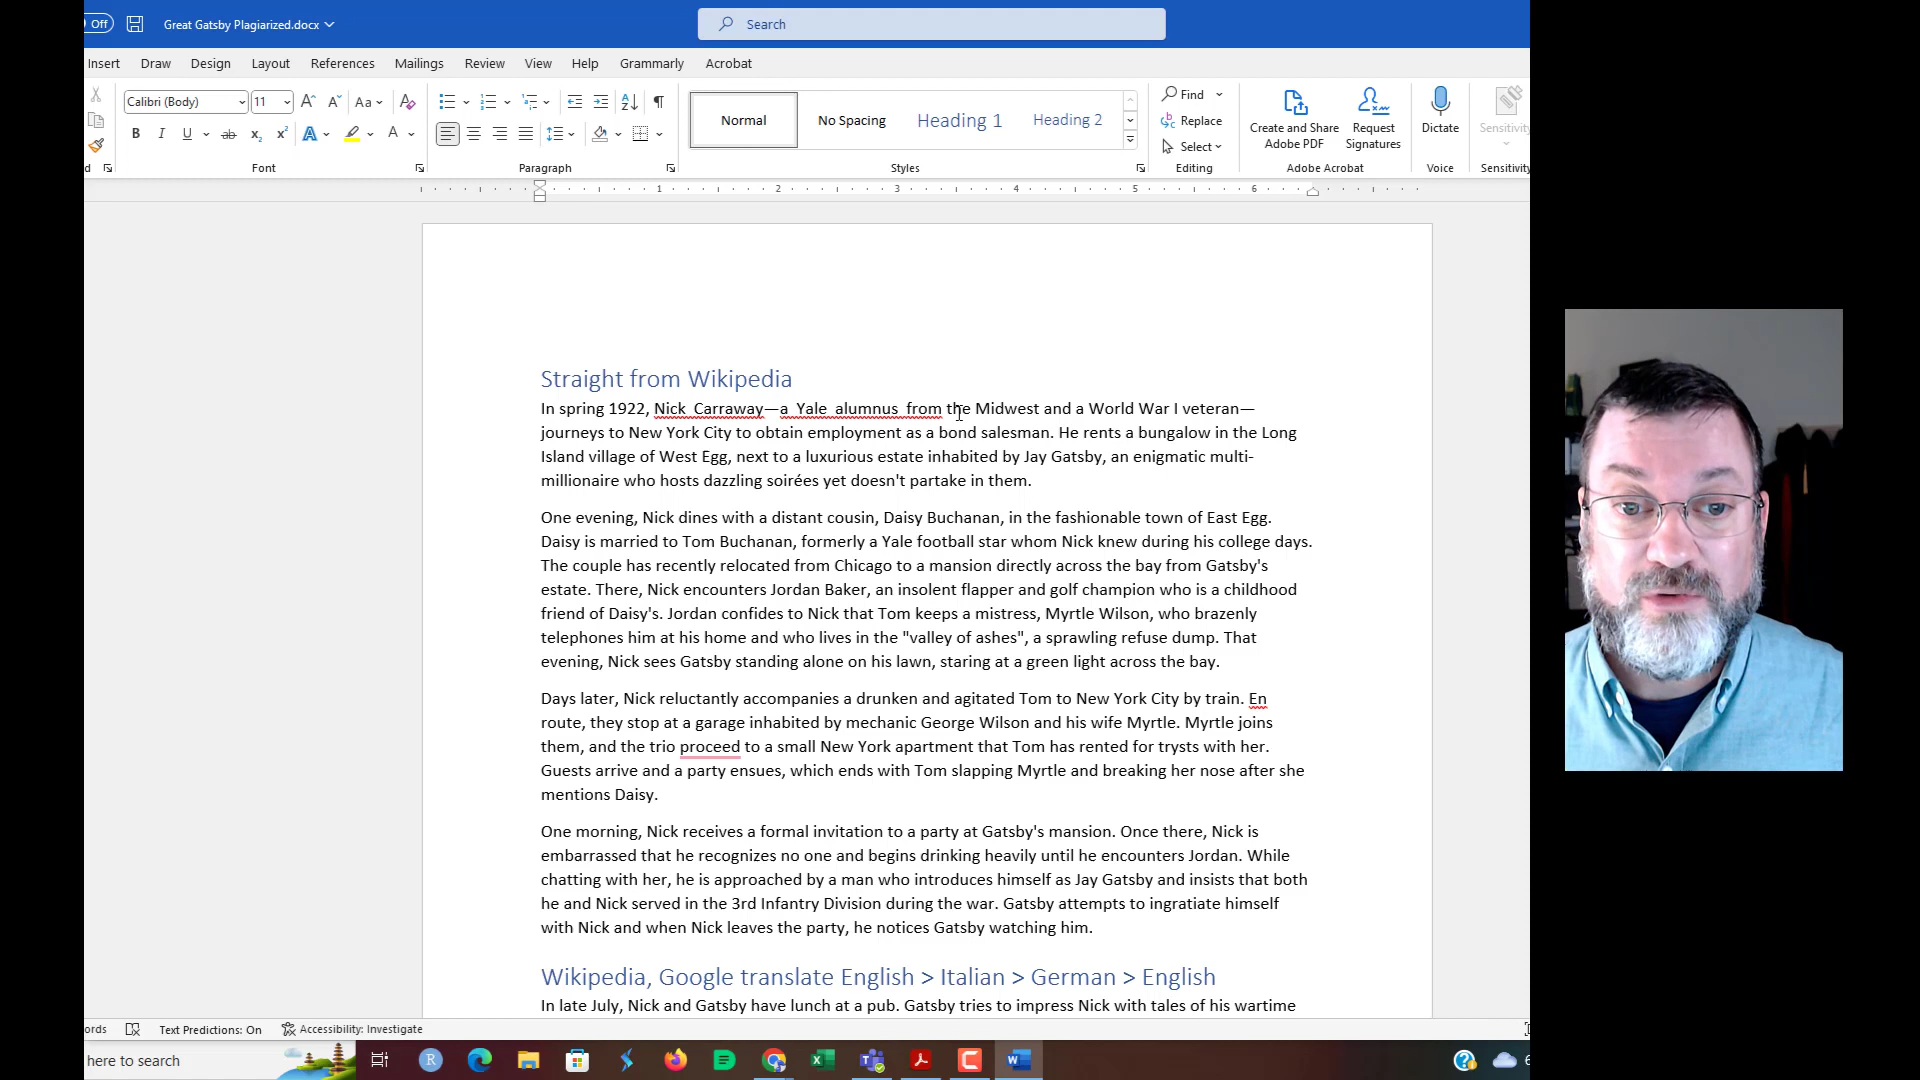 Off
Great Gatsby Plagiarized.docx
Search
Insert Draw Design Layout References Mailings Review View Help Grammarly Acrobat
Calibri (Body) 11 Aa
Normal No Spacing Heading 1 Heading 2
Find
Replace
Select
Create and Share Adobe PDF
Request Signatures
Dictate
Sensitivity
Font Paragraph Styles Editing Adobe Acrobat Voice Sensitivity
1 2 3 4 5 6
Straight from Wikipedia
In spring 1922, Nick Carraway—a Yale alumnus from the Midwest and a World War I veteran—
journeys to New York City to obtain employment as a bond salesman. He rents a bungalow in the Long
Island village of West Egg, next to a luxurious estate inhabited by Jay Gatsby, an enigmatic multi-
millionaire who hosts dazzling soirées yet doesn't partake in them.
One evening, Nick dines with a distant cousin, Daisy Buchanan, in the fashionable town of East Egg.
Daisy is married to Tom Buchanan, formerly a Yale football star whom Nick knew during his college days.
The couple has recently relocated from Chicago to a mansion directly across the bay from Gatsby's
estate. There, Nick encounters Jordan Baker, an insolent flapper and golf champion who is a childhood
friend of Daisy's. Jordan confides to Nick that Tom keeps a mistress, Myrtle Wilson, who brazenly
telephones him at his home and who lives in the "valley of ashes", a sprawling refuse dump. That
evening, Nick sees Gatsby standing alone on his lawn, staring at a green light across the bay.
Days later, Nick reluctantly accompanies a drunken and agitated Tom to New York City by train. En
route, they stop at a garage inhabited by mechanic George Wilson and his wife Myrtle. Myrtle joins
them, and the trio proceed to a small New York apartment that Tom has rented for trysts with her.
Guests arrive and a party ensues, which ends with Tom slapping Myrtle and breaking her nose after she
mentions Daisy.
One morning, Nick receives a formal invitation to a party at Gatsby's mansion. Once there, Nick is
embarrassed that he recognizes no one and begins drinking heavily until he encounters Jordan. While
chatting with her, he is approached by a man who introduces himself as Jay Gatsby and insists that both
he and Nick served in the 3rd Infantry Division during the war. Gatsby attempts to ingratiate himself
with Nick and when Nick leaves the party, he notices Gatsby watching him.
Wikipedia, Google translate English > Italian > German > English
In late July, Nick and Gatsby have lunch at a pub. Gatsby tries to impress Nick with tales of his wartime
ords Text Predictions: On Accessibility: Investigate
here to search